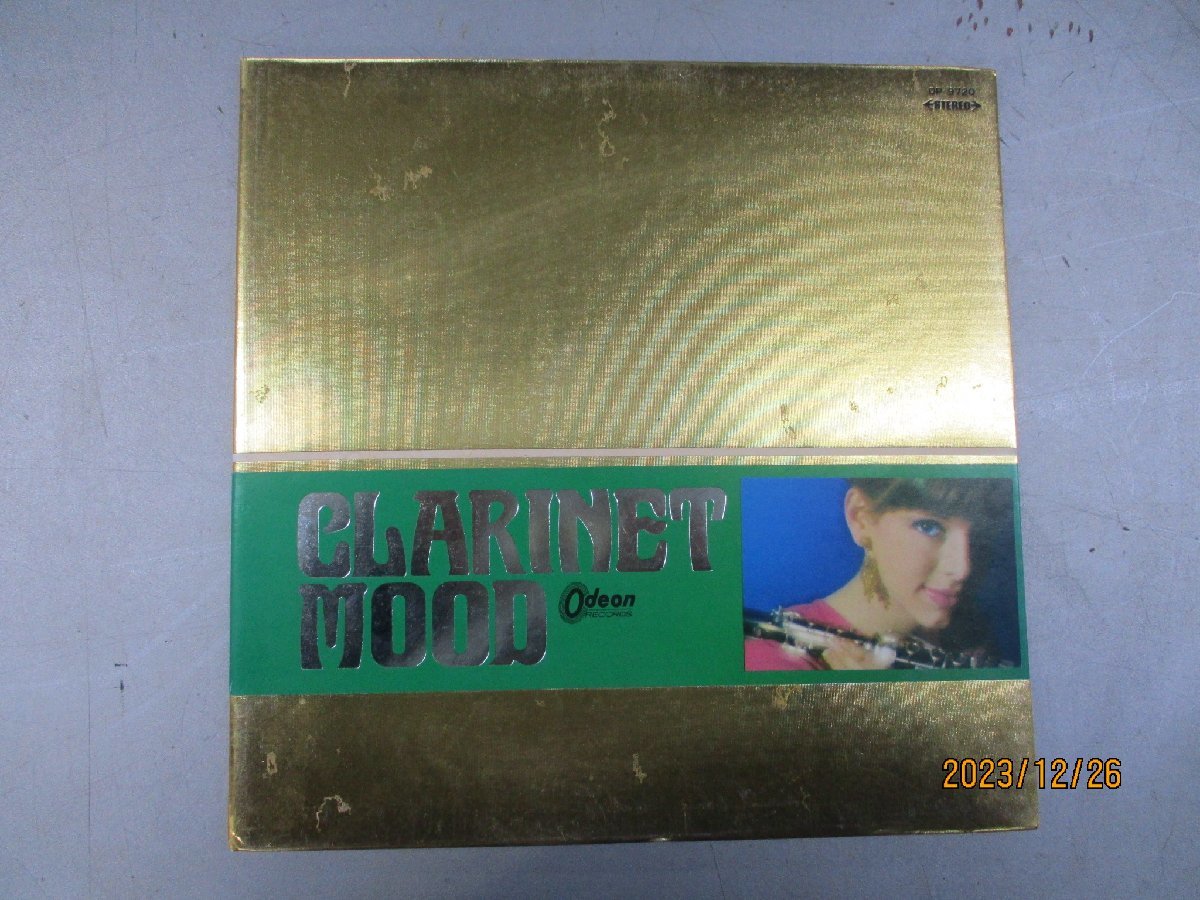 OP 9720
STEREO
CLARINET
MOOD
Odeon
RECORDS
2023/12/26